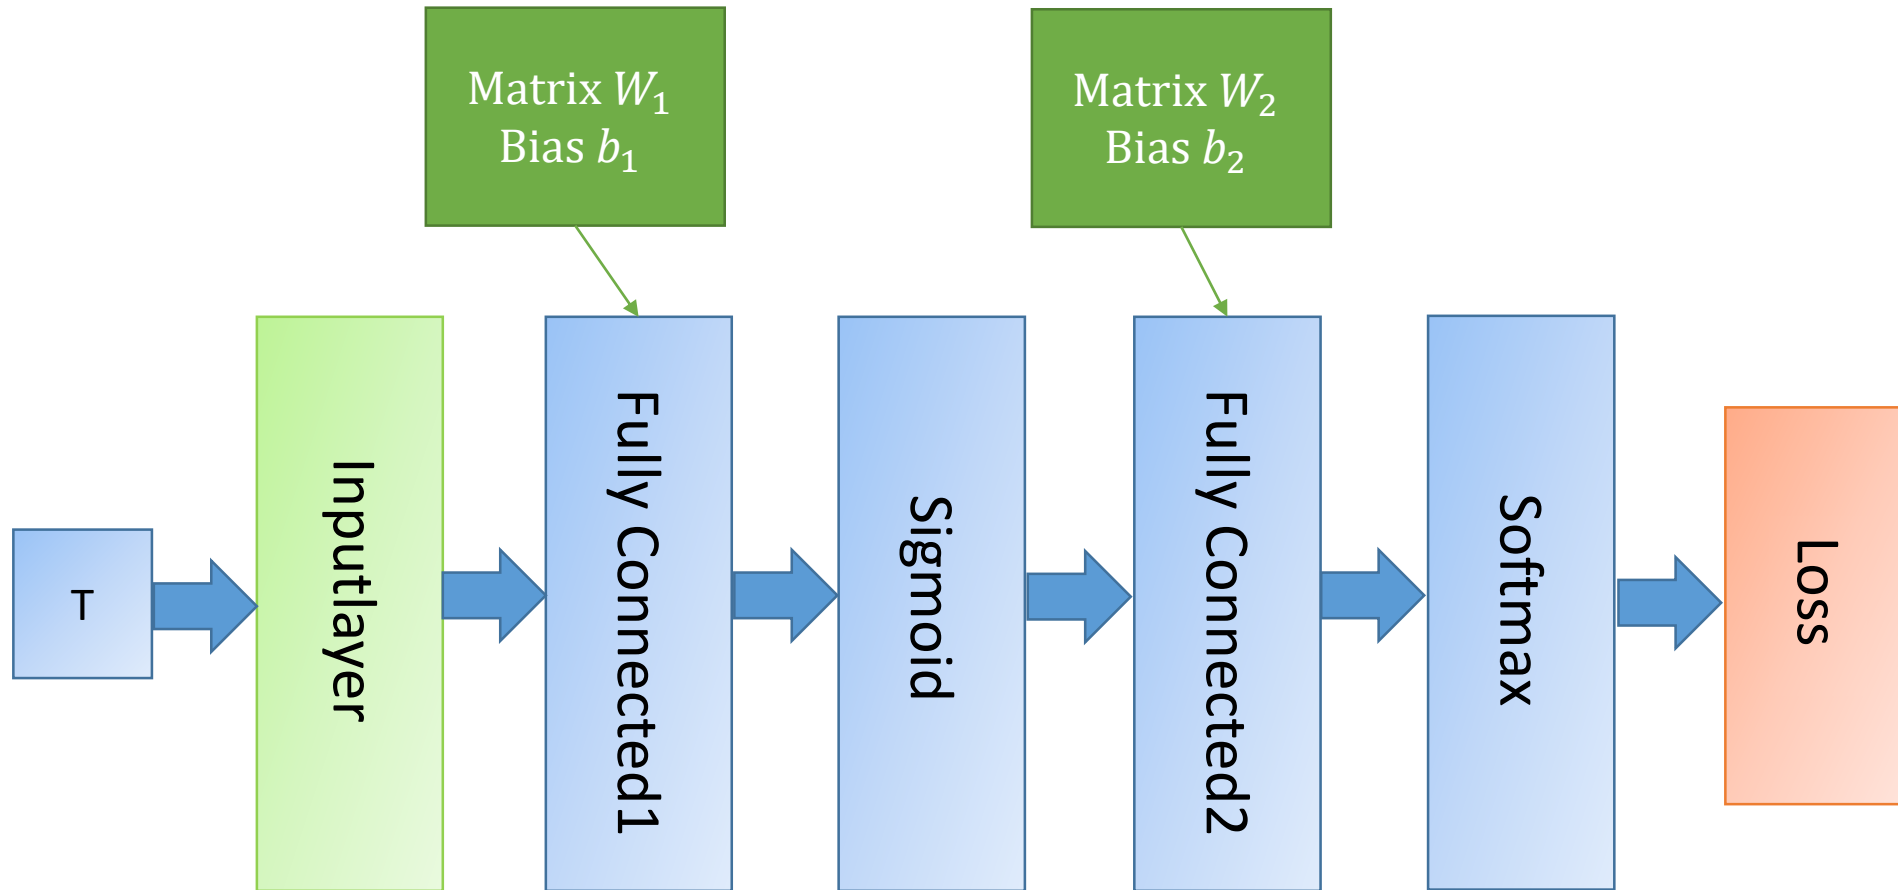 Matrix W₁
Bias b₁
Matrix W₂
Bias b₂
T
Inputlayer
Fully Connected1
Sigmoid
Fully Connected2
Softmax
Loss